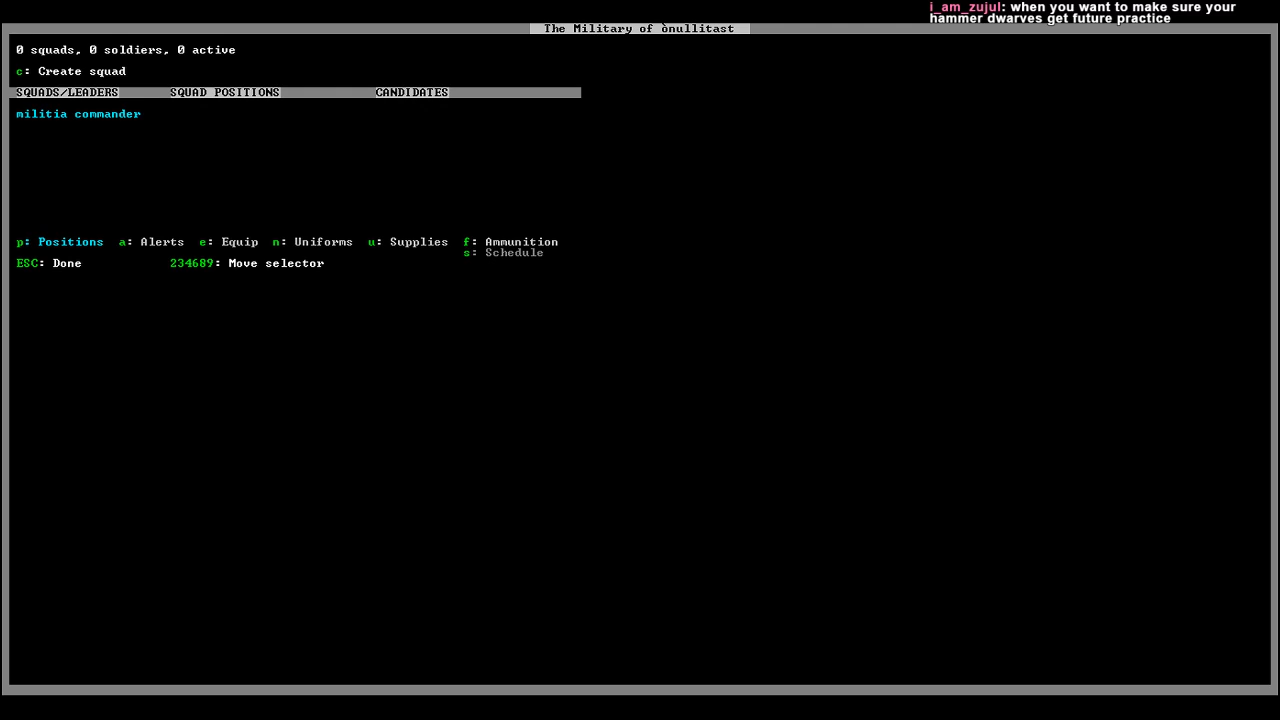 i_am_zujul: when you want to make sure your
hammer dwarves get future practice
The Military of ònullitast
0 squads, 0 soldiers, 0 active
c: Create squad
SQUADS/LEADERS SQUAD POSITIONS CANDIDATES
militia commander
p: Positions a: Alerts e: Equip n: Uniforms u: Supplies f: Ammunition
s: Schedule
ESC: Done 234689: Move selector